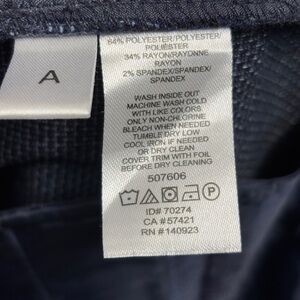 A
64% POLYESTER/POLYESTER/
POLIÉSTER
34% RAYON/RAYONNE
RAYON
2% SPANDEX/SPANDEX/
SPANDEX
WASH INSIDE OUT
MACHINE WASH COLD
WITH LIKE COLORS
ONLY NON-CHLORINE
BLEACH WHEN NEEDED
TUMBLE DRY LOW
COOL IRON IF NEEDED
OR DRY CLEAN
COVER TRIM WITH FOIL
BEFORE DRY CLEANING
507606
P
ID# 70274
CA #57421
RN #140923